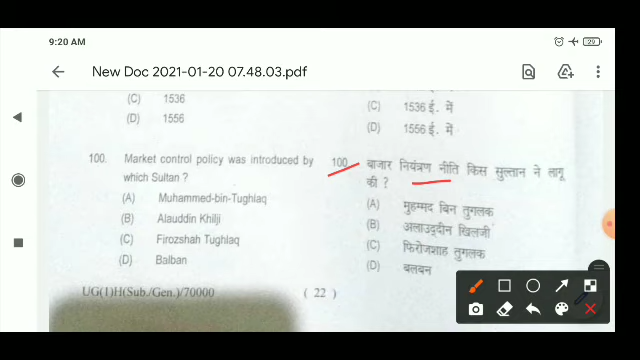 9:20 AM
29
New Doc 2021-01-20 07.48.03.pdf
(C) 1536
(D) 1556
100. Market control policy was introduced by
which Sultan ?
(A) Muhammed-bin-Tughlaq
(B) Alauddin Khilji
(C) Firozshah Tughlaq
(D) Balban
UG(1)H(Sub./Gen.)/70000
( 22 )
(C) 1536 ई. में
(D) 1556 ई. में
100 बाजार नियंत्रण नीति किस सुल्तान ने लागू
की ?
(A) मुहम्मद बिन तुगलक
(B) अलाउद्दीन खिलजी
(C) फिरोजशाह तुगलक
(D) बलबन